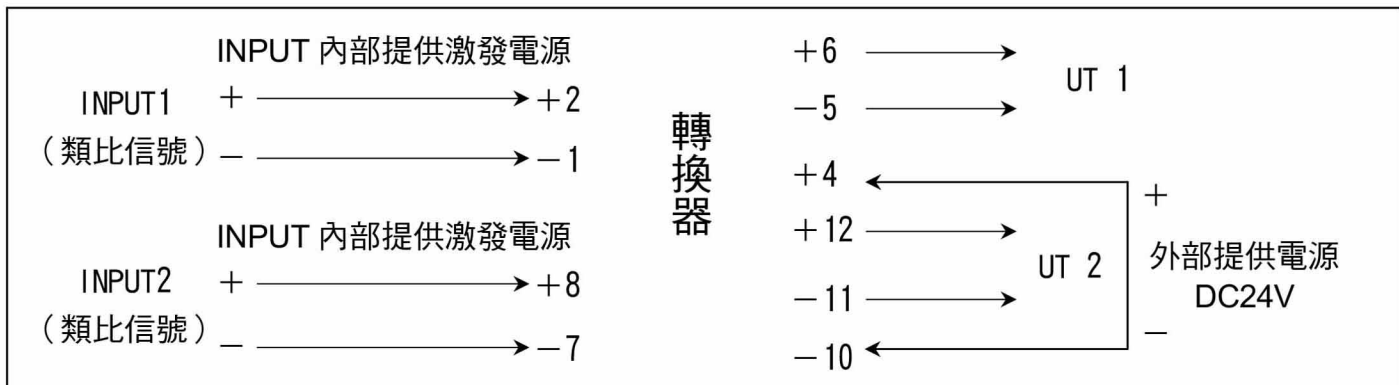 INPUT 內部提供激發電源
INPUT1
(類比信號)
+
+2
−
−1
INPUT 內部提供激發電源
INPUT2
(類比信號)
+
+8
−
−7
轉換器
+6
−5
UT 1
+4
+12
−11
UT 2
−10
+
外部提供電源
DC24V
−